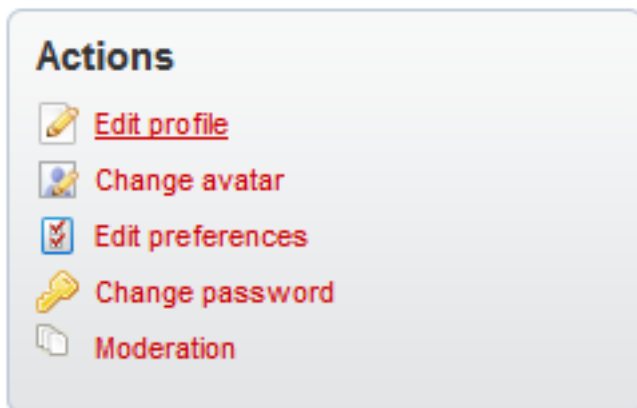 Actions
Edit profile
Change avatar
Edit preferences
Change password
Moderation